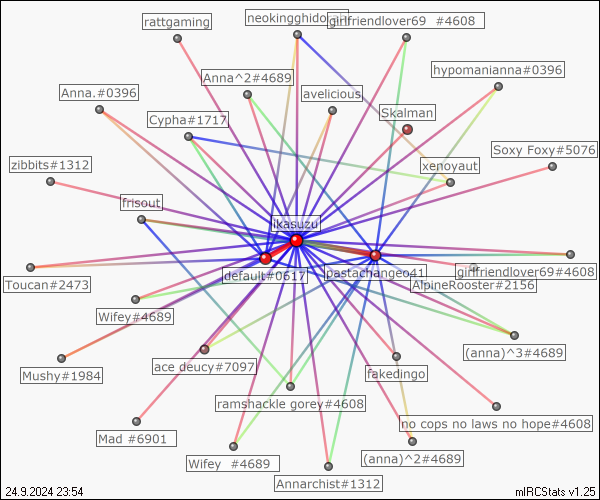 rattgaming
neokingghido
girlfriendlover69 #4608
Anna^2#4689
hypomanianna#0396
Anna.#0396
avelicious
Cypha#1717
Skalman
Soxy Foxy#5076
zibbits#1312
xenoyaut
frisout
ikasuzu
default#0617
pastachange041
girlfriendlover69#4608
Toucan#2473
AlpineRooster#2156
Wifey#4689
(anna)^3#4689
ace deucy#7097
Mushy#1984
fakedingo
ramshackle gorey#4608
no cops no laws no hope#4608
Mad #6901
Wifey #4689
(anna)^2#4689
Annarchist#1312
24.9.2024 23:54
mIRCStats v1.25